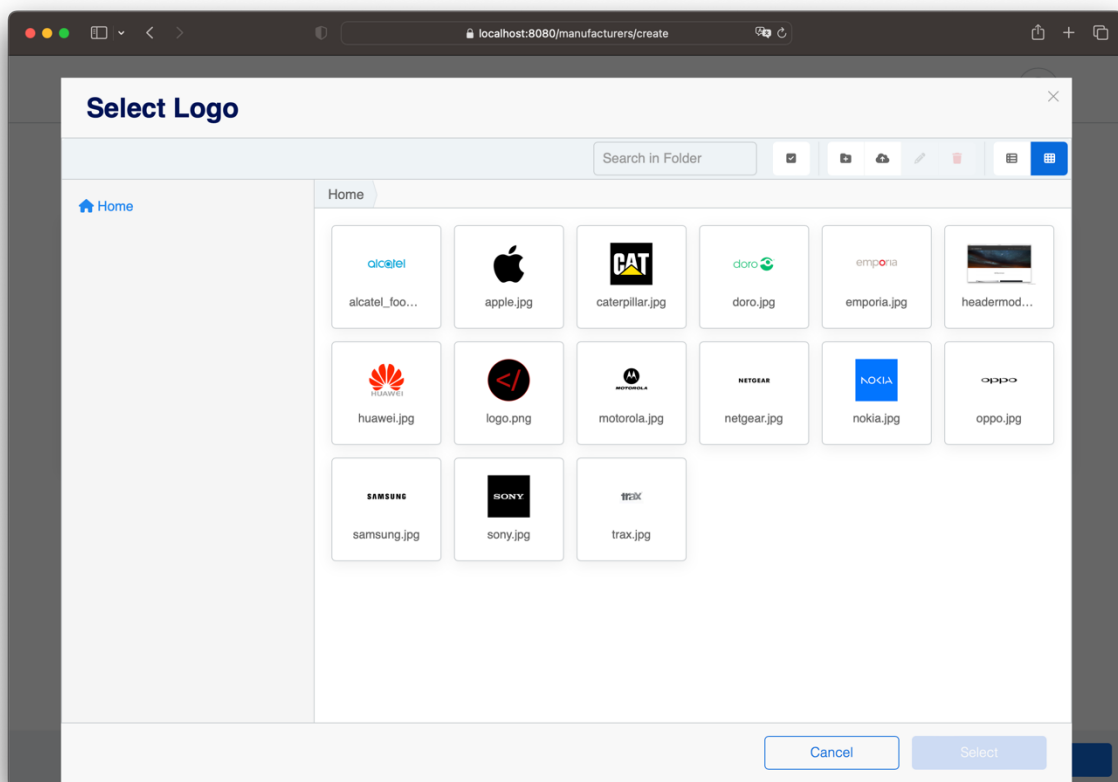 localhost:8080/manufacturers/create
Select Logo
Search in Folder
Home
Home
alcatel
alcatel_foo...
apple.jpg
CAT
caterpillar.jpg
doro
doro.jpg
emporia
emporia.jpg
headermod...
HUAWEI
huawei.jpg
</
logo.png
MOTOROLA
motorola.jpg
NETGEAR
netgear.jpg
NOKIA
nokia.jpg
oppo
oppo.jpg
SAMSUNG
samsung.jpg
SONY
sony.jpg
trax
trax.jpg
Cancel
Select